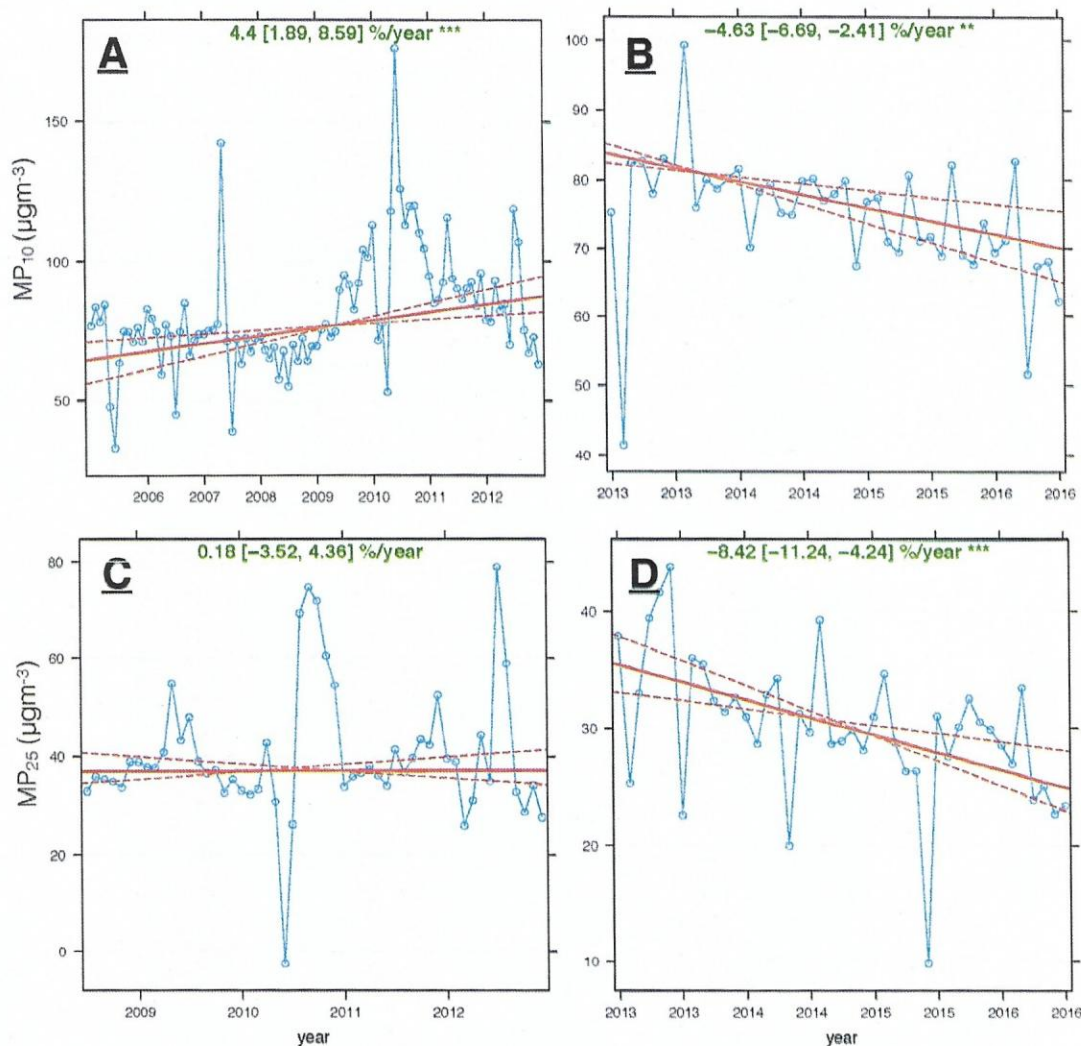 A
4.4 [1.89, 8.59] %/year ***
MP10 (µgm-3)
150
100
50
2006 2007 2008 2009 2010 2011 2012
B
−4.63 [−6.69, −2.41] %/year **
100
90
80
70
60
50
40
2013 2013 2014 2014 2015 2015 2016 2016
C
0.18 [−3.52, 4.36] %/year
MP25 (µgm-3)
80
60
40
20
0
2009 2010 2011 2012
year
D
−8.42 [−11.24, −4.24] %/year ***
40
30
20
10
2013 2013 2014 2014 2015 2015 2016 2016
year